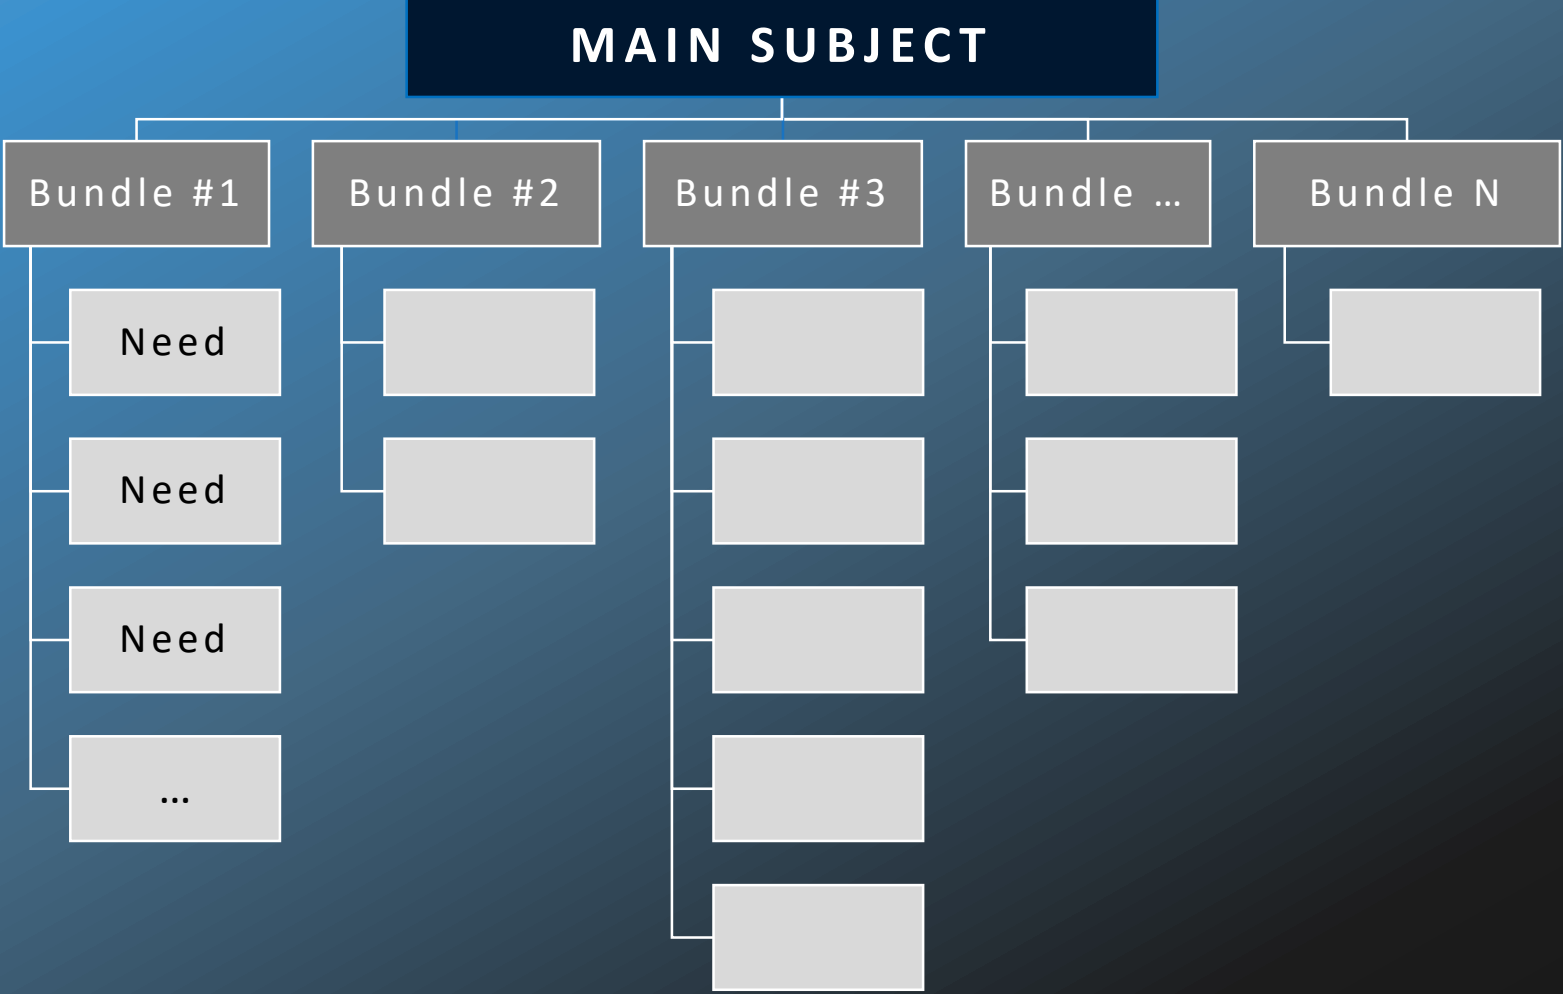 MAIN SUBJECT
Bundle #1
Bundle #2
Bundle #3
Bundle …
Bundle N
Need
Need
Need
…